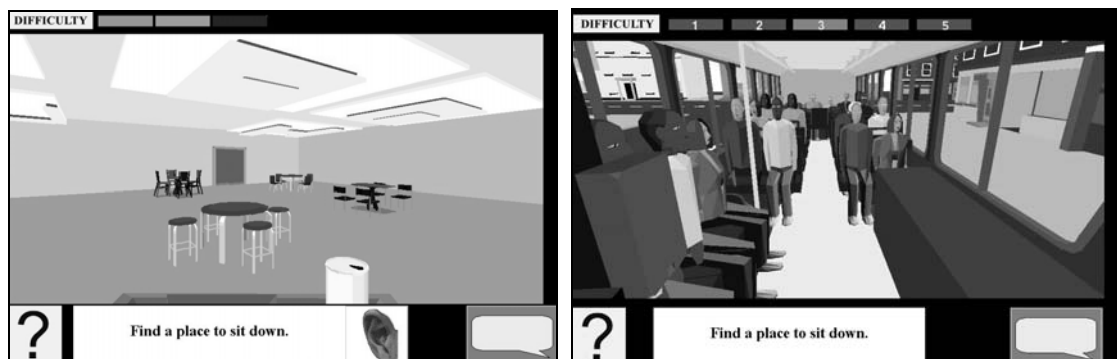 DIFFICULTY
?
Find a place to sit down.
DIFFICULTY 1 2 3 4 5
?
Find a place to sit down.